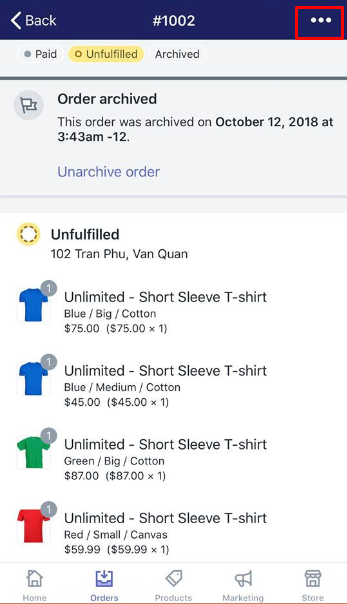 Back
#1002
Paid
Unfulfilled
Archived
Order archived
This order was archived on October 12, 2018 at
3:43am -12.
Unarchive order
Unfulfilled
102 Tran Phu, Van Quan
1
Unlimited - Short Sleeve T-shirt
Blue / Big / Cotton
$75.00 ($75.00 × 1)
1
Unlimited - Short Sleeve T-shirt
Blue / Medium / Cotton
$45.00 ($45.00 × 1)
1
Unlimited - Short Sleeve T-shirt
Green / Big / Cotton
$87.00 ($87.00 × 1)
1
Unlimited - Short Sleeve T-shirt
Red / Small / Canvas
$59.99 ($59.99 × 1)
Home
Orders
Products
Marketing
Store